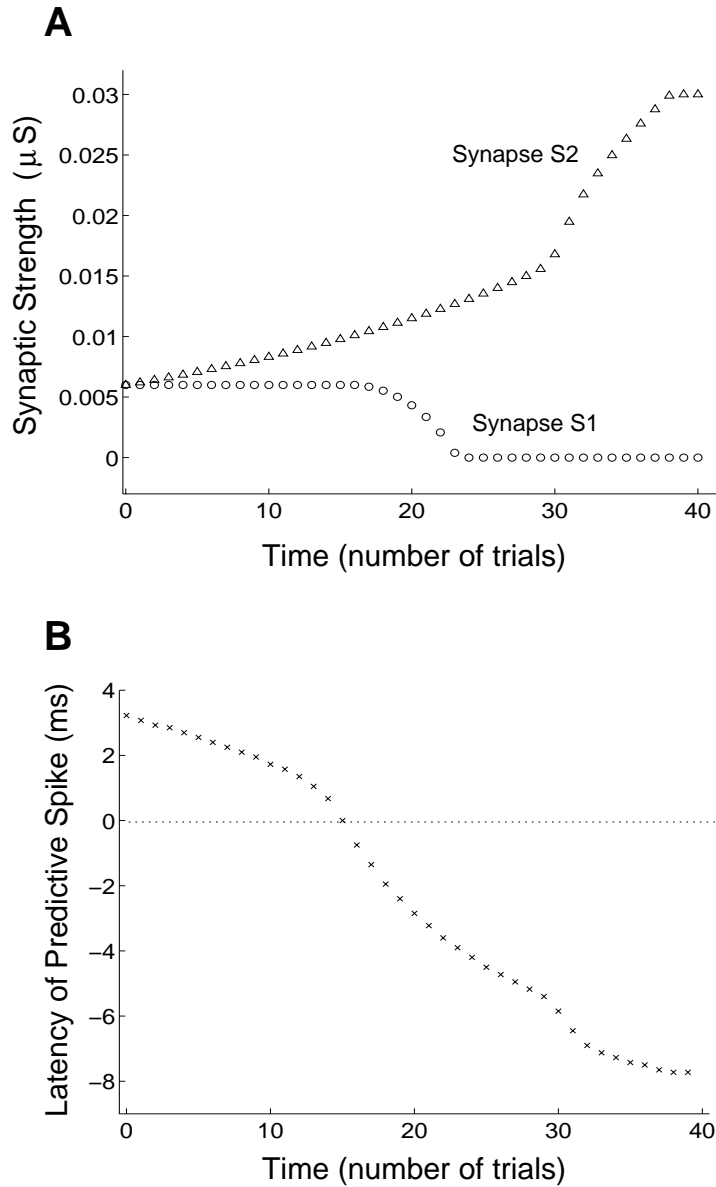 A
Synaptic Strength (μS)
0.03
0.025
0.02
0.015
0.01
0.005
0
Synapse S2
Synapse S1
0 10 20 30 40
Time (number of trials)
B
Latency of Predictive Spike (ms)
4
2
0
−2
−4
−6
−8
0 10 20 30 40
Time (number of trials)